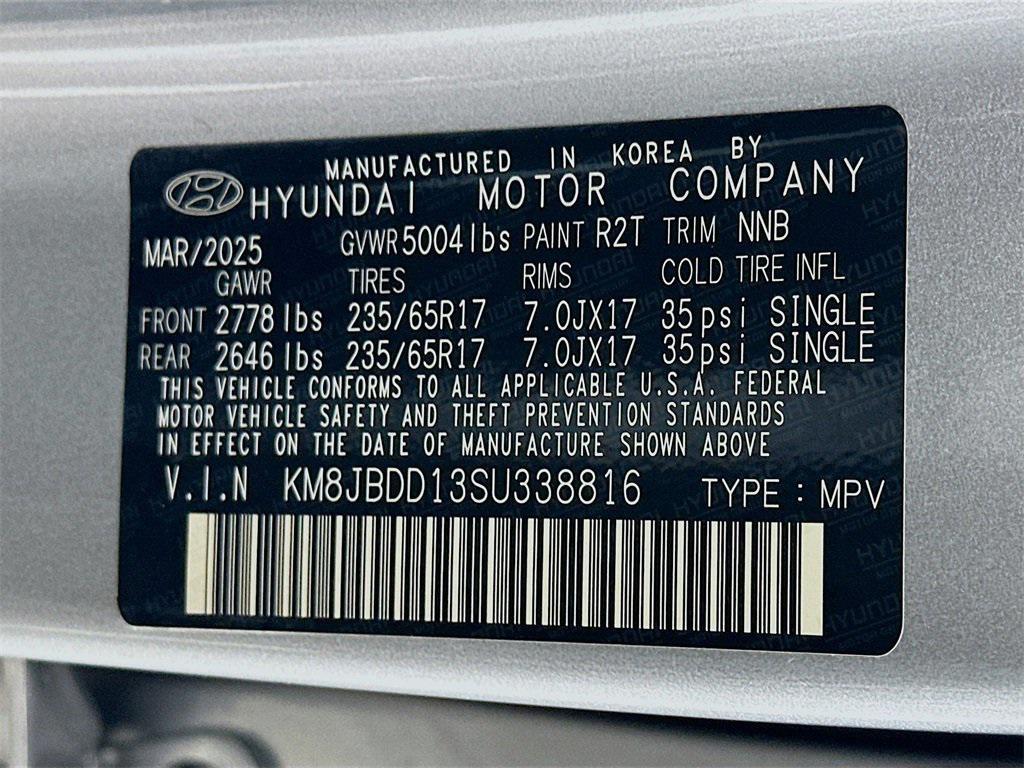 MANUFACTURED IN KOREA BY
HYUNDAI MOTOR COMPANY
MAR/2025 GVWR 5004 lbs PAINT R2T TRIM NNB
GAWR TIRES RIMS COLD TIRE INFL
FRONT 2778 lbs 235/65R17 7.0JX17 35psi SINGLE
REAR 2646 lbs 235/65R17 7.0JX17 35psi SINGLE
THIS VEHICLE CONFORMS TO ALL APPLICABLE U.S.A. FEDERAL
MOTOR VEHICLE SAFETY AND THEFT PREVENTION STANDARDS
IN EFFECT ON THE DATE OF MANUFACTURE SHOWN ABOVE
V.I.N KM8JBDD13SU338816 TYPE : MPV